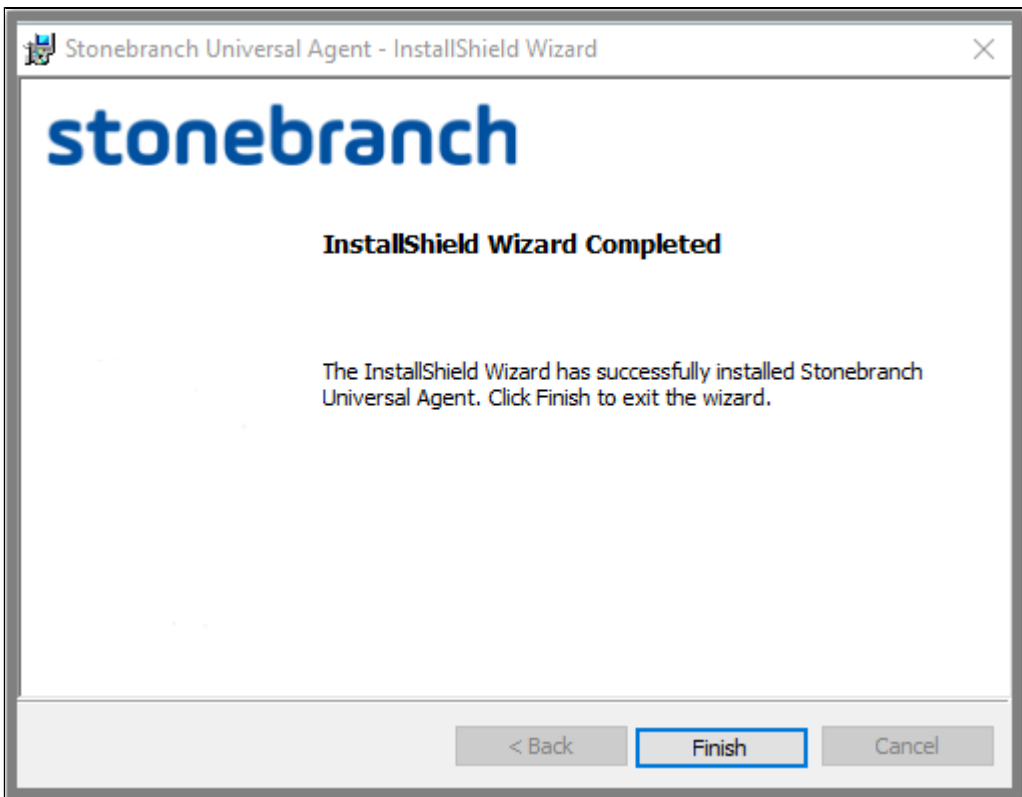 Stonebranch Universal Agent - InstallShield Wizard
stonebranch
InstallShield Wizard Completed
The InstallShield Wizard has successfully installed Stonebranch
Universal Agent. Click Finish to exit the wizard.
< Back Finish Cancel